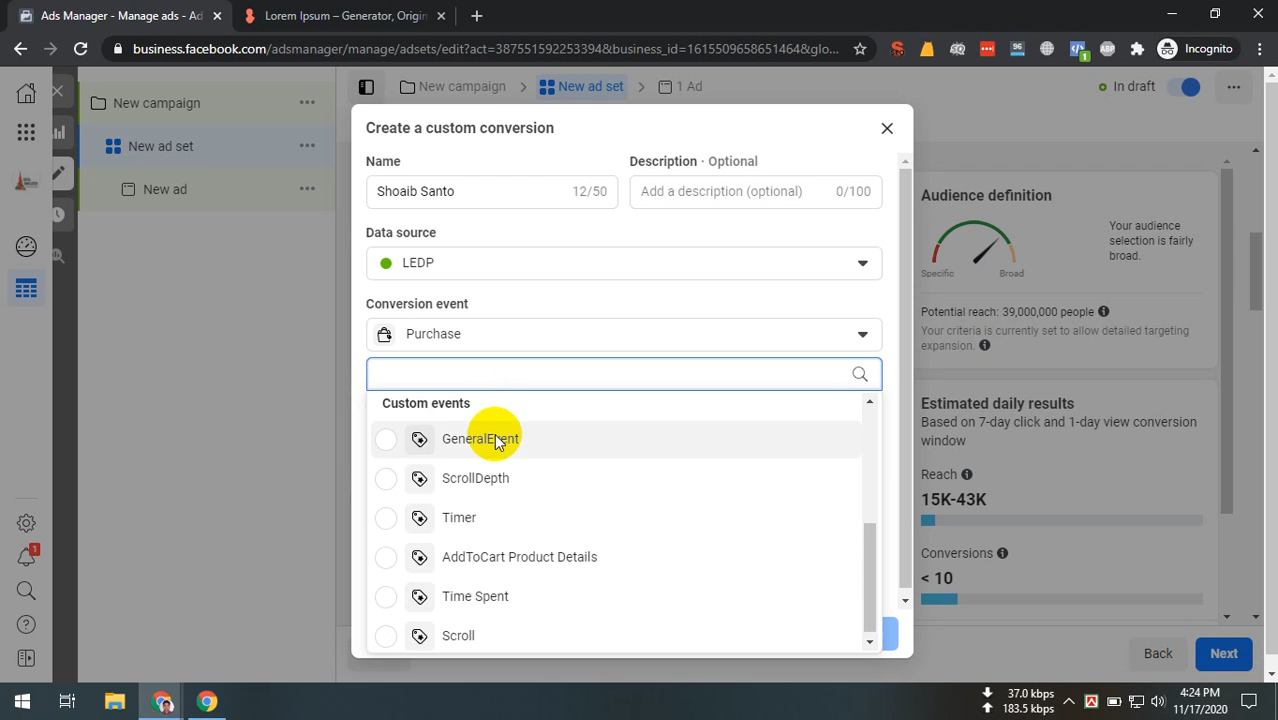 Ads Manager - Manage ads - Ad
Lorem Ipsum – Generator, Origin
business.facebook.com/adsmanager/manage/adsets/edit?act=387551592253394&business_id=1615509658651464&glo...
96
1
ABP
Incognito
New campaign
New ad set
New ad
New campaign
New ad set
1 Ad
In draft
Create a custom conversion
Name
Description · Optional
Shoaib Santo
12/50
Add a description (optional)
0/100
Data source
LEDP
Conversion event
Purchase
Custom events
GeneralEvent
ScrollDepth
Timer
AddToCart Product Details
Time Spent
Scroll
Audience definition
Specific
Broad
Your audience
selection is fairly
broad.
Potential reach: 39,000,000 people
Your criteria is currently set to allow detailed targeting
expansion.
Estimated daily results
Based on 7-day click and 1-day view conversion
window
Reach
15K-43K
Conversions
< 10
1
Back
Next
37.0 kbps
183.5 kbps
4:24 PM
11/17/2020